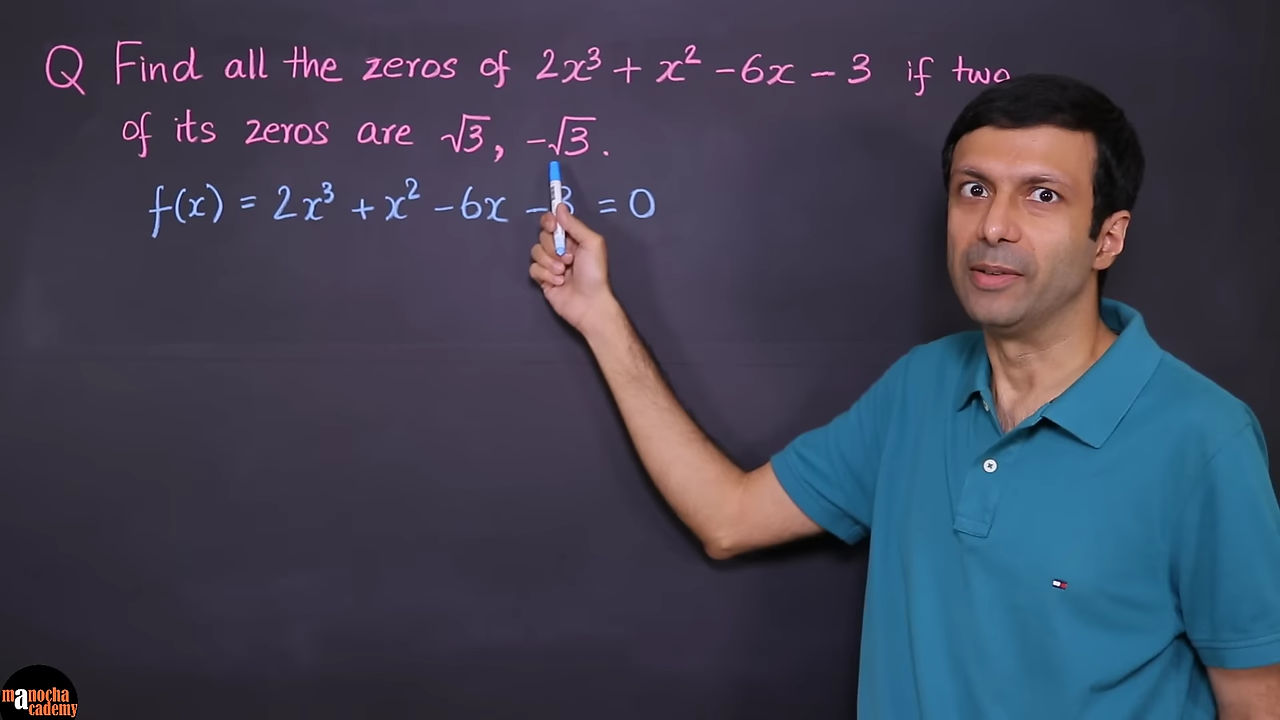 Q Find all the zeros of 2x³ + x² - 6x - 3 if two
of its zeros are √3, -√3.
f(x) = 2x³ + x² - 6x - 3 = 0
manocha
academy